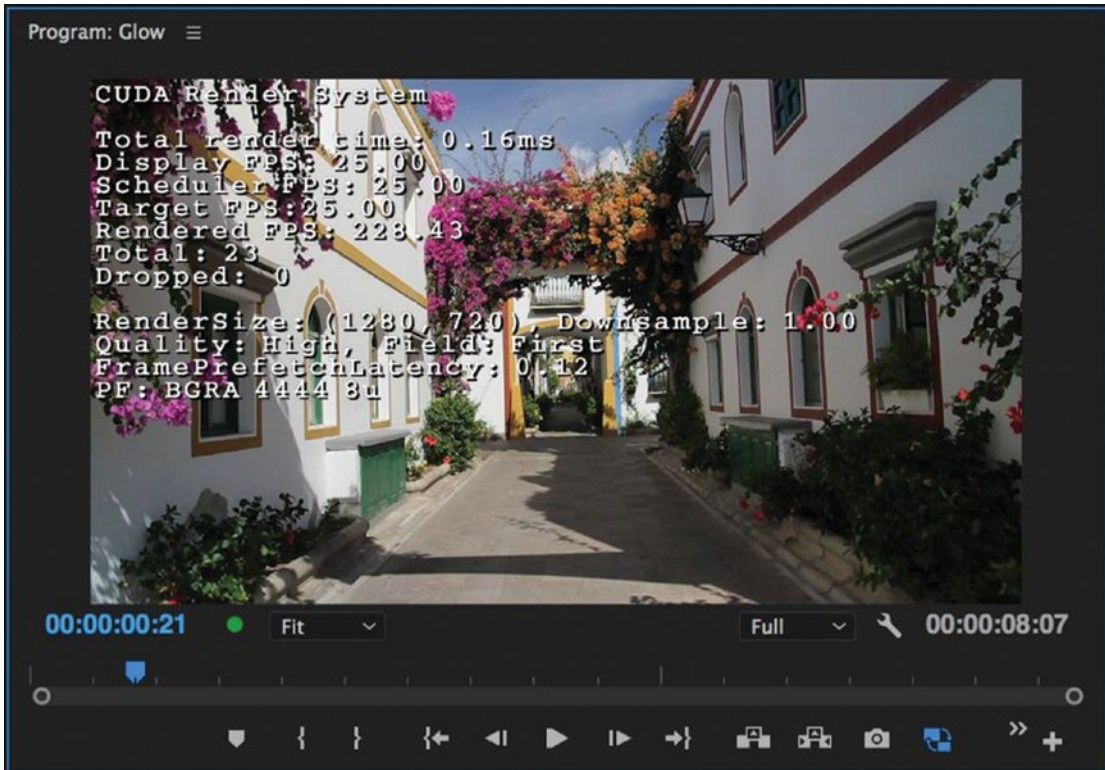 Program: Glow
CUDA Render System
Total render time: 0.16ms
Display FPS: 25.00
Scheduler FPS: 25.00
Target FPS:25.00
Rendered FPS: 228.43
Total: 23
Dropped: 0
RenderSize: (1280, 720), Downsample: 1.00
Quality: High, Field: First
FramePrefetchLatency: 0.12
PF: BGRA 4444 8u
00:00:00:21 Fit Full 00:00:08:07